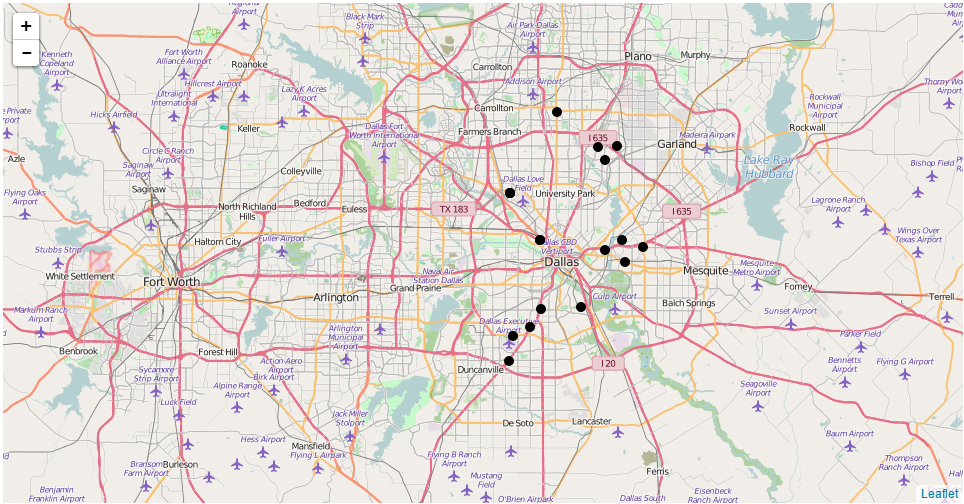 +
−
Regional
Airport
Black Mark
Strip
Air Park-Dallas
Airport
Kenneth
Copeland
Airport
Fort Worth
Alliance Airport
Roanoke
Carrollton
Plano
Murphy
Addison Airport
Hillcrest Airport
Ultralight
International
Lazy K Acres
Airport
Rockwall
Municipal
Airport
e Private
Airport
Hicks Airfield
Carrollton
Keller
Dallas Fort
Worth International
Airport
Farmers Branch
I 635
Madeira Airpark
Garland
Rockwall
Azle
Circle G Ranch
Airport
Saginaw
Airport
Colleyville
Lake Ray
Hubbard
Bishop Field
Flying Oaks
Airport
Saginaw
Dallas Love
Field
University Park
Lagrone Ranch
Airport
North Richland
Hills
Bedford
Euless
TX 183
I 635
Stubbs Strip
Haltom City
Fuller Airport
Dallas CBD
Vertiport
Wings Over
Texas Airport
White Settlement
Fort Worth
Nava Air
Station Dallas
Grand Prairie
Dallas
Mesquite
Mesquite
Metro Airport
Forney
Arlington
Culp Airport
Balch Springs
Terrell
Markum Ranch
Airport
Dallas Executive
Airport
Sunset Airport
Arlington
Municipal
Airport
Parker Field
Benbrook
Forest Hill
Sycamore
Strip Airport
Action Aero
Birk Airport
Duncanville
I 20
Bennetts
Airport
Flying G Airport
Alpine Range
Airport
Seagoville
Airport
Luck Field
Jack Miller
Stolport
De Soto
Lancaster
Baum Airport
Hess Airport
Mansfield
Flying L Airpark
Flying B Ranch
Airport
Thompson
Ranch Airport
Burleson
Ferris
Mustang
Field
Benjamin
Franklin Airport
O'Brien Airpark
Dallas South
Eisenbeck
Ranch Airport
Leaflet